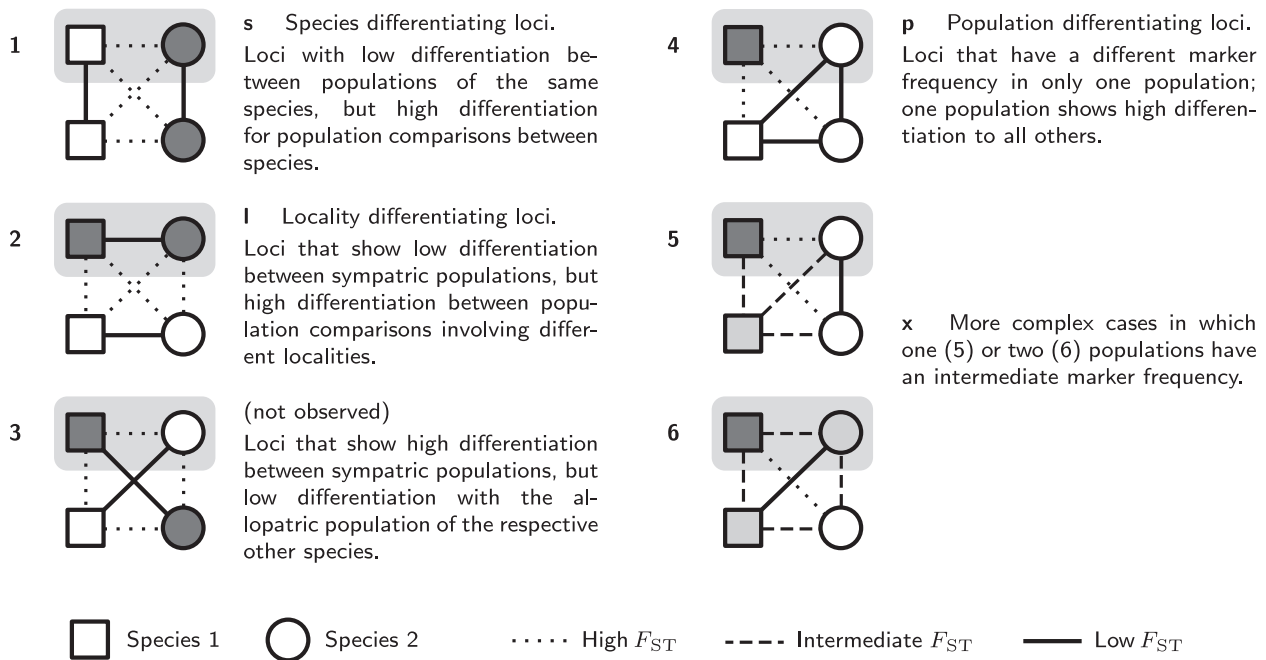 1
s Species differentiating loci.
Loci with low differentiation be-
tween populations of the same
species, but high differentiation
for population comparisons between
species.
2
l Locality differentiating loci.
Loci that show low differentiation
between sympatric populations, but
high differentiation between popu-
lation comparisons involving differ-
ent localities.
3
(not observed)
Loci that show high differentiation
between sympatric populations, but
low differentiation with the al-
lopatric population of the respective
other species.
4
p Population differentiating loci.
Loci that have a different marker
frequency in only one population;
one population shows high differen-
tiation to all others.
5
x More complex cases in which
one (5) or two (6) populations have
an intermediate marker frequency.
6
Species 1 Species 2 High FST Intermediate FST Low FST